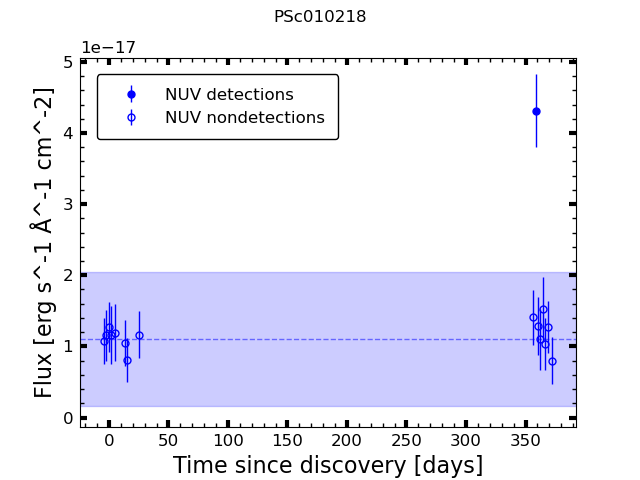 PSc010218
1e−17
NUV detections
NUV nondetections
5
4
3
2
1
0
Flux [erg s^-1 Å^-1 cm^-2]
0 50 100 150 200 250 300 350
Time since discovery [days]